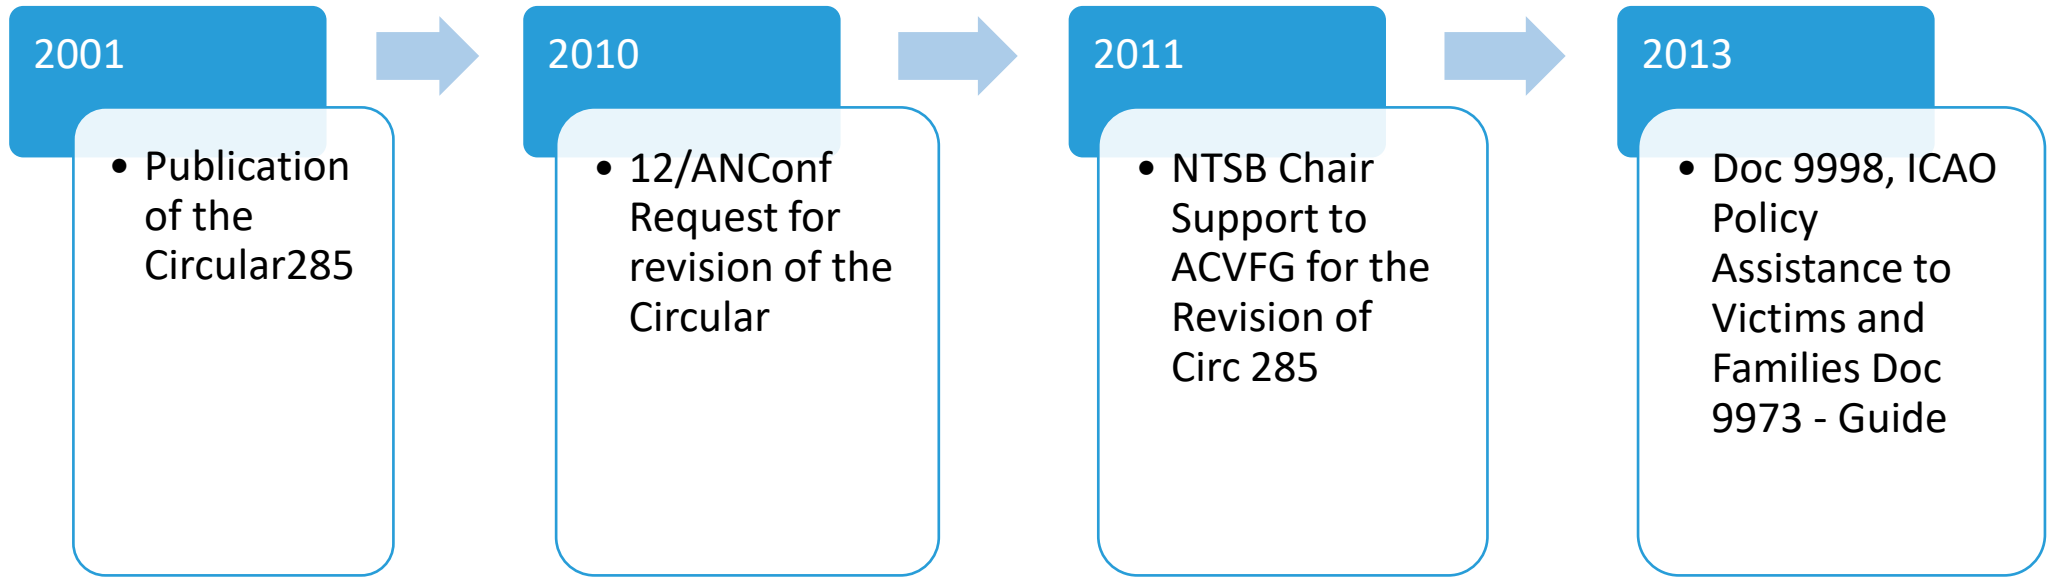 2001
• Publication
of the
Circular285
2010
• 12/ANConf
Request for
revision of the
Circular
2011
• NTSB Chair
Support to
ACVFG for the
Revision of
Circ 285
2013
• Doc 9998, ICAO
Policy
Assistance to
Victims and
Families Doc
9973 - Guide